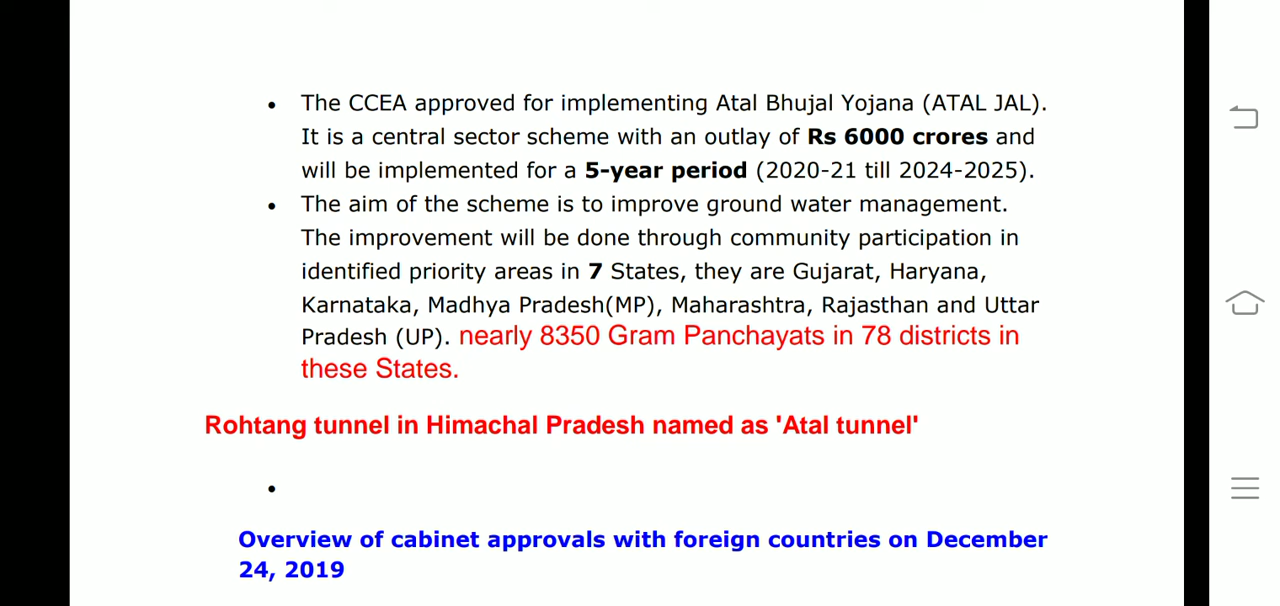 • The CCEA approved for implementing Atal Bhujal Yojana (ATAL JAL).
It is a central sector scheme with an outlay of Rs 6000 crores and
will be implemented for a 5-year period (2020-21 till 2024-2025).
• The aim of the scheme is to improve ground water management.
The improvement will be done through community participation in
identified priority areas in 7 States, they are Gujarat, Haryana,
Karnataka, Madhya Pradesh(MP), Maharashtra, Rajasthan and Uttar
Pradesh (UP). nearly 8350 Gram Panchayats in 78 districts in
these States.
Rohtang tunnel in Himachal Pradesh named as 'Atal tunnel'
•
Overview of cabinet approvals with foreign countries on December
24, 2019